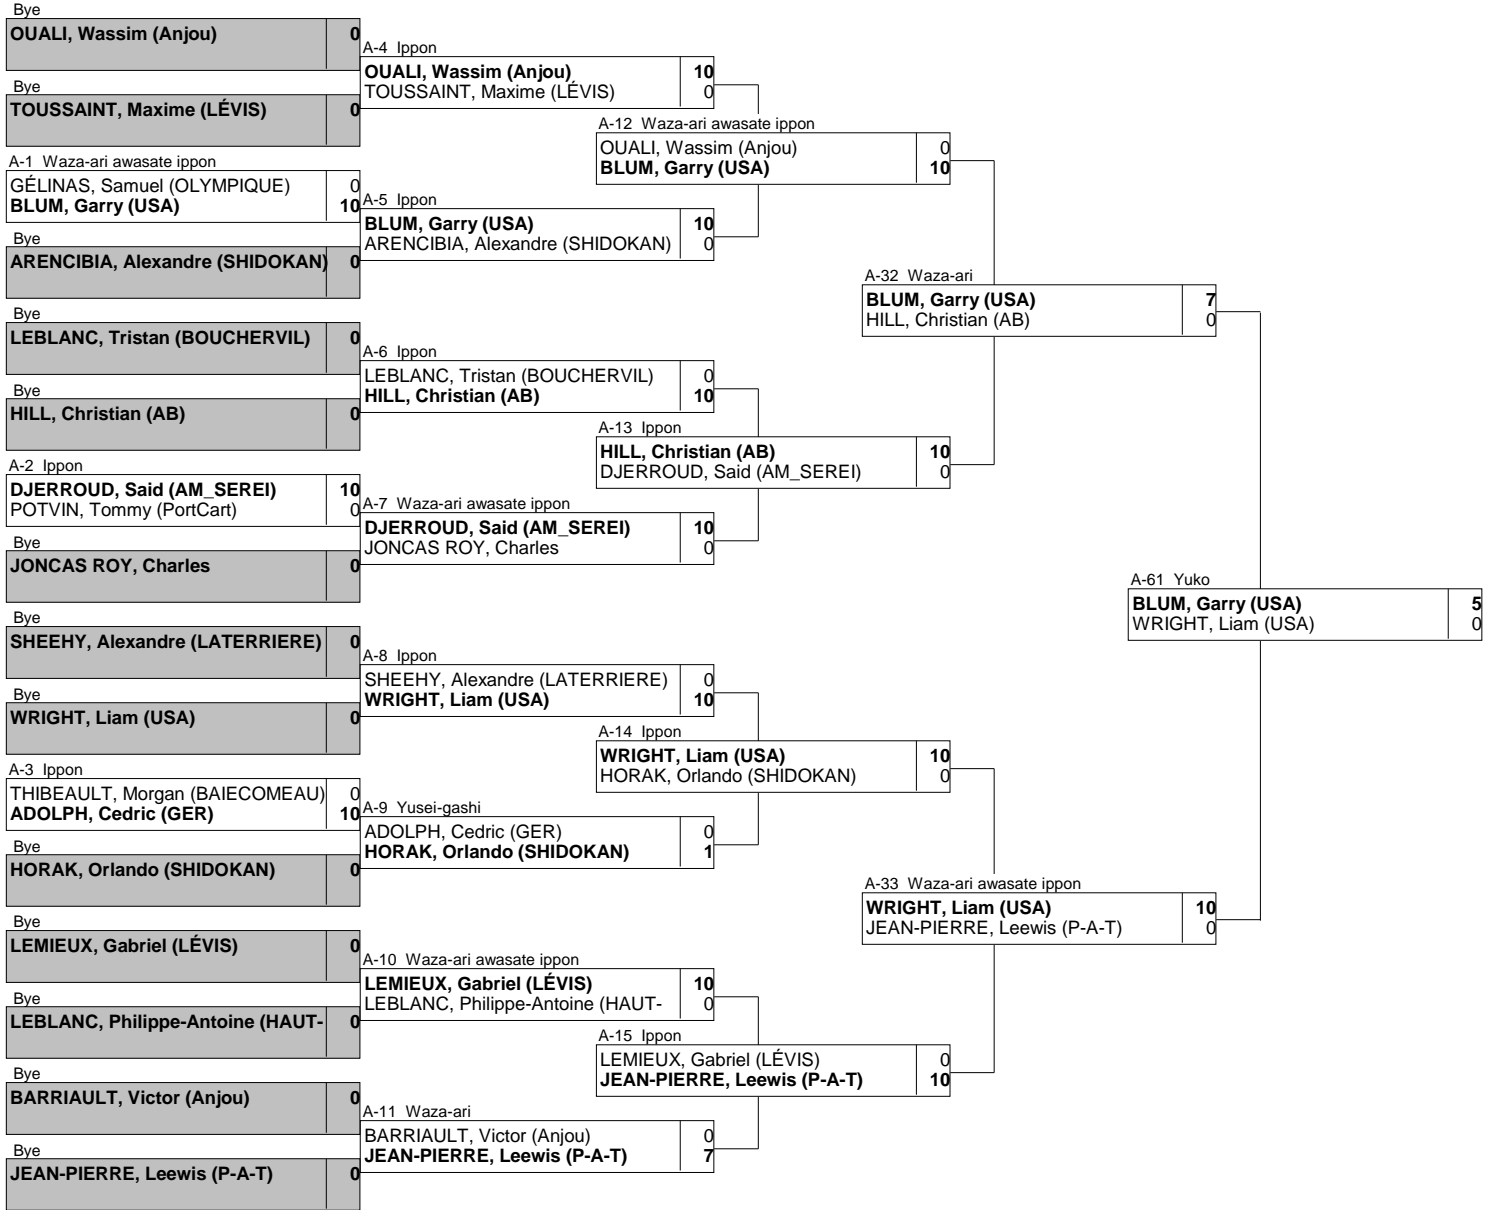 Bye
OUALI, Wassim (Anjou) 0
Bye
TOUSSAINT, Maxime (LÉVIS) 0
A-1 Waza-ari awasate ippon
GÉLINAS, Samuel (OLYMPIQUE) 0
BLUM, Garry (USA) 10
Bye
ARENCIBIA, Alexandre (SHIDOKAN) 0
Bye
LEBLANC, Tristan (BOUCHERVIL) 0
Bye
HILL, Christian (AB) 0
A-2 Ippon
DJERROUD, Said (AM_SEREI) 10
POTVIN, Tommy (PortCart) 0
Bye
JONCAS ROY, Charles 0
Bye
SHEEHY, Alexandre (LATERRIERE) 0
Bye
WRIGHT, Liam (USA) 0
A-3 Ippon
THIBEAULT, Morgan (BAIECOMEAU) 0
ADOLPH, Cedric (GER) 10
Bye
HORAK, Orlando (SHIDOKAN) 0
Bye
LEMIEUX, Gabriel (LÉVIS) 0
Bye
LEBLANC, Philippe-Antoine (HAUT- 0
Bye
BARRIAULT, Victor (Anjou) 0
Bye
JEAN-PIERRE, Leewis (P-A-T) 0
A-4 Ippon
OUALI, Wassim (Anjou) 10
TOUSSAINT, Maxime (LÉVIS) 0
A-5 Ippon
BLUM, Garry (USA) 10
ARENCIBIA, Alexandre (SHIDOKAN) 0
A-6 Ippon
LEBLANC, Tristan (BOUCHERVIL) 0
HILL, Christian (AB) 10
A-7 Waza-ari awasate ippon
DJERROUD, Said (AM_SEREI) 10
JONCAS ROY, Charles 0
A-8 Ippon
SHEEHY, Alexandre (LATERRIERE) 0
WRIGHT, Liam (USA) 10
A-9 Yusei-gashi
ADOLPH, Cedric (GER) 0
HORAK, Orlando (SHIDOKAN) 1
A-10 Waza-ari awasate ippon
LEMIEUX, Gabriel (LÉVIS) 10
LEBLANC, Philippe-Antoine (HAUT- 0
A-11 Waza-ari
BARRIAULT, Victor (Anjou) 0
JEAN-PIERRE, Leewis (P-A-T) 7
A-12 Waza-ari awasate ippon
OUALI, Wassim (Anjou) 0
BLUM, Garry (USA) 10
A-13 Ippon
HILL, Christian (AB) 10
DJERROUD, Said (AM_SEREI) 0
A-14 Ippon
WRIGHT, Liam (USA) 10
HORAK, Orlando (SHIDOKAN) 0
A-15 Ippon
LEMIEUX, Gabriel (LÉVIS) 0
JEAN-PIERRE, Leewis (P-A-T) 10
A-32 Waza-ari
BLUM, Garry (USA) 7
HILL, Christian (AB) 0
A-33 Waza-ari awasate ippon
WRIGHT, Liam (USA) 10
JEAN-PIERRE, Leewis (P-A-T) 0
A-61 Yuko
BLUM, Garry (USA) 5
WRIGHT, Liam (USA) 0